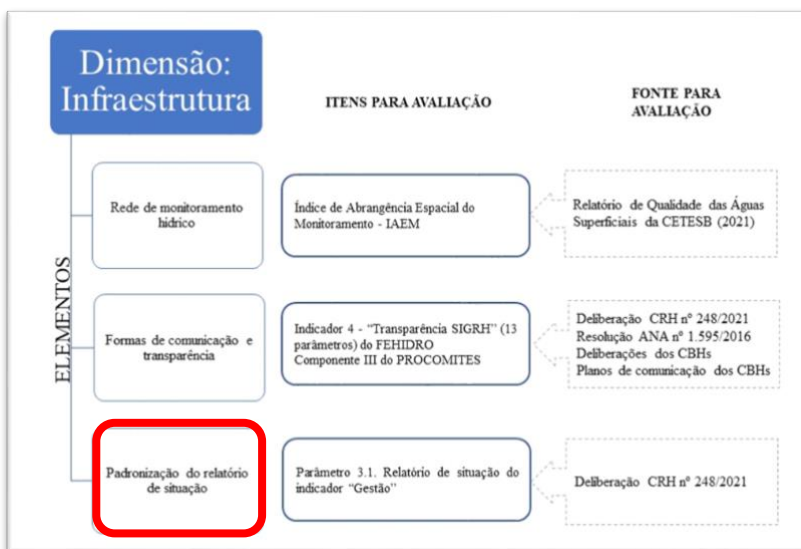 Dimensão:
Infraestrutura
ITENS PARA AVALIAÇÃO
FONTE PARA
AVALIAÇÃO
ELEMENTOS
Rede de monitoramento
hídrico
Índice de Abrangência Espacial do
Monitoramento - IAEM
Relatório de Qualidade das Águas
Superficiais da CETESB (2021)
Formas de comunicação e
transparência
Indicador 4 - “Transparência SIGRH” (13
parâmetros) do FEHIDRO
Componente III do PROCOMITES
Deliberação CRH nº 248/2021
Resolução ANA nº 1.595/2016
Deliberações dos CBHs
Planos de comunicação dos CBHs
Padronização do relatório
de situação
Parâmetro 3.1. Relatório de situação do
indicador “Gestão”
Deliberação CRH nº 248/2021